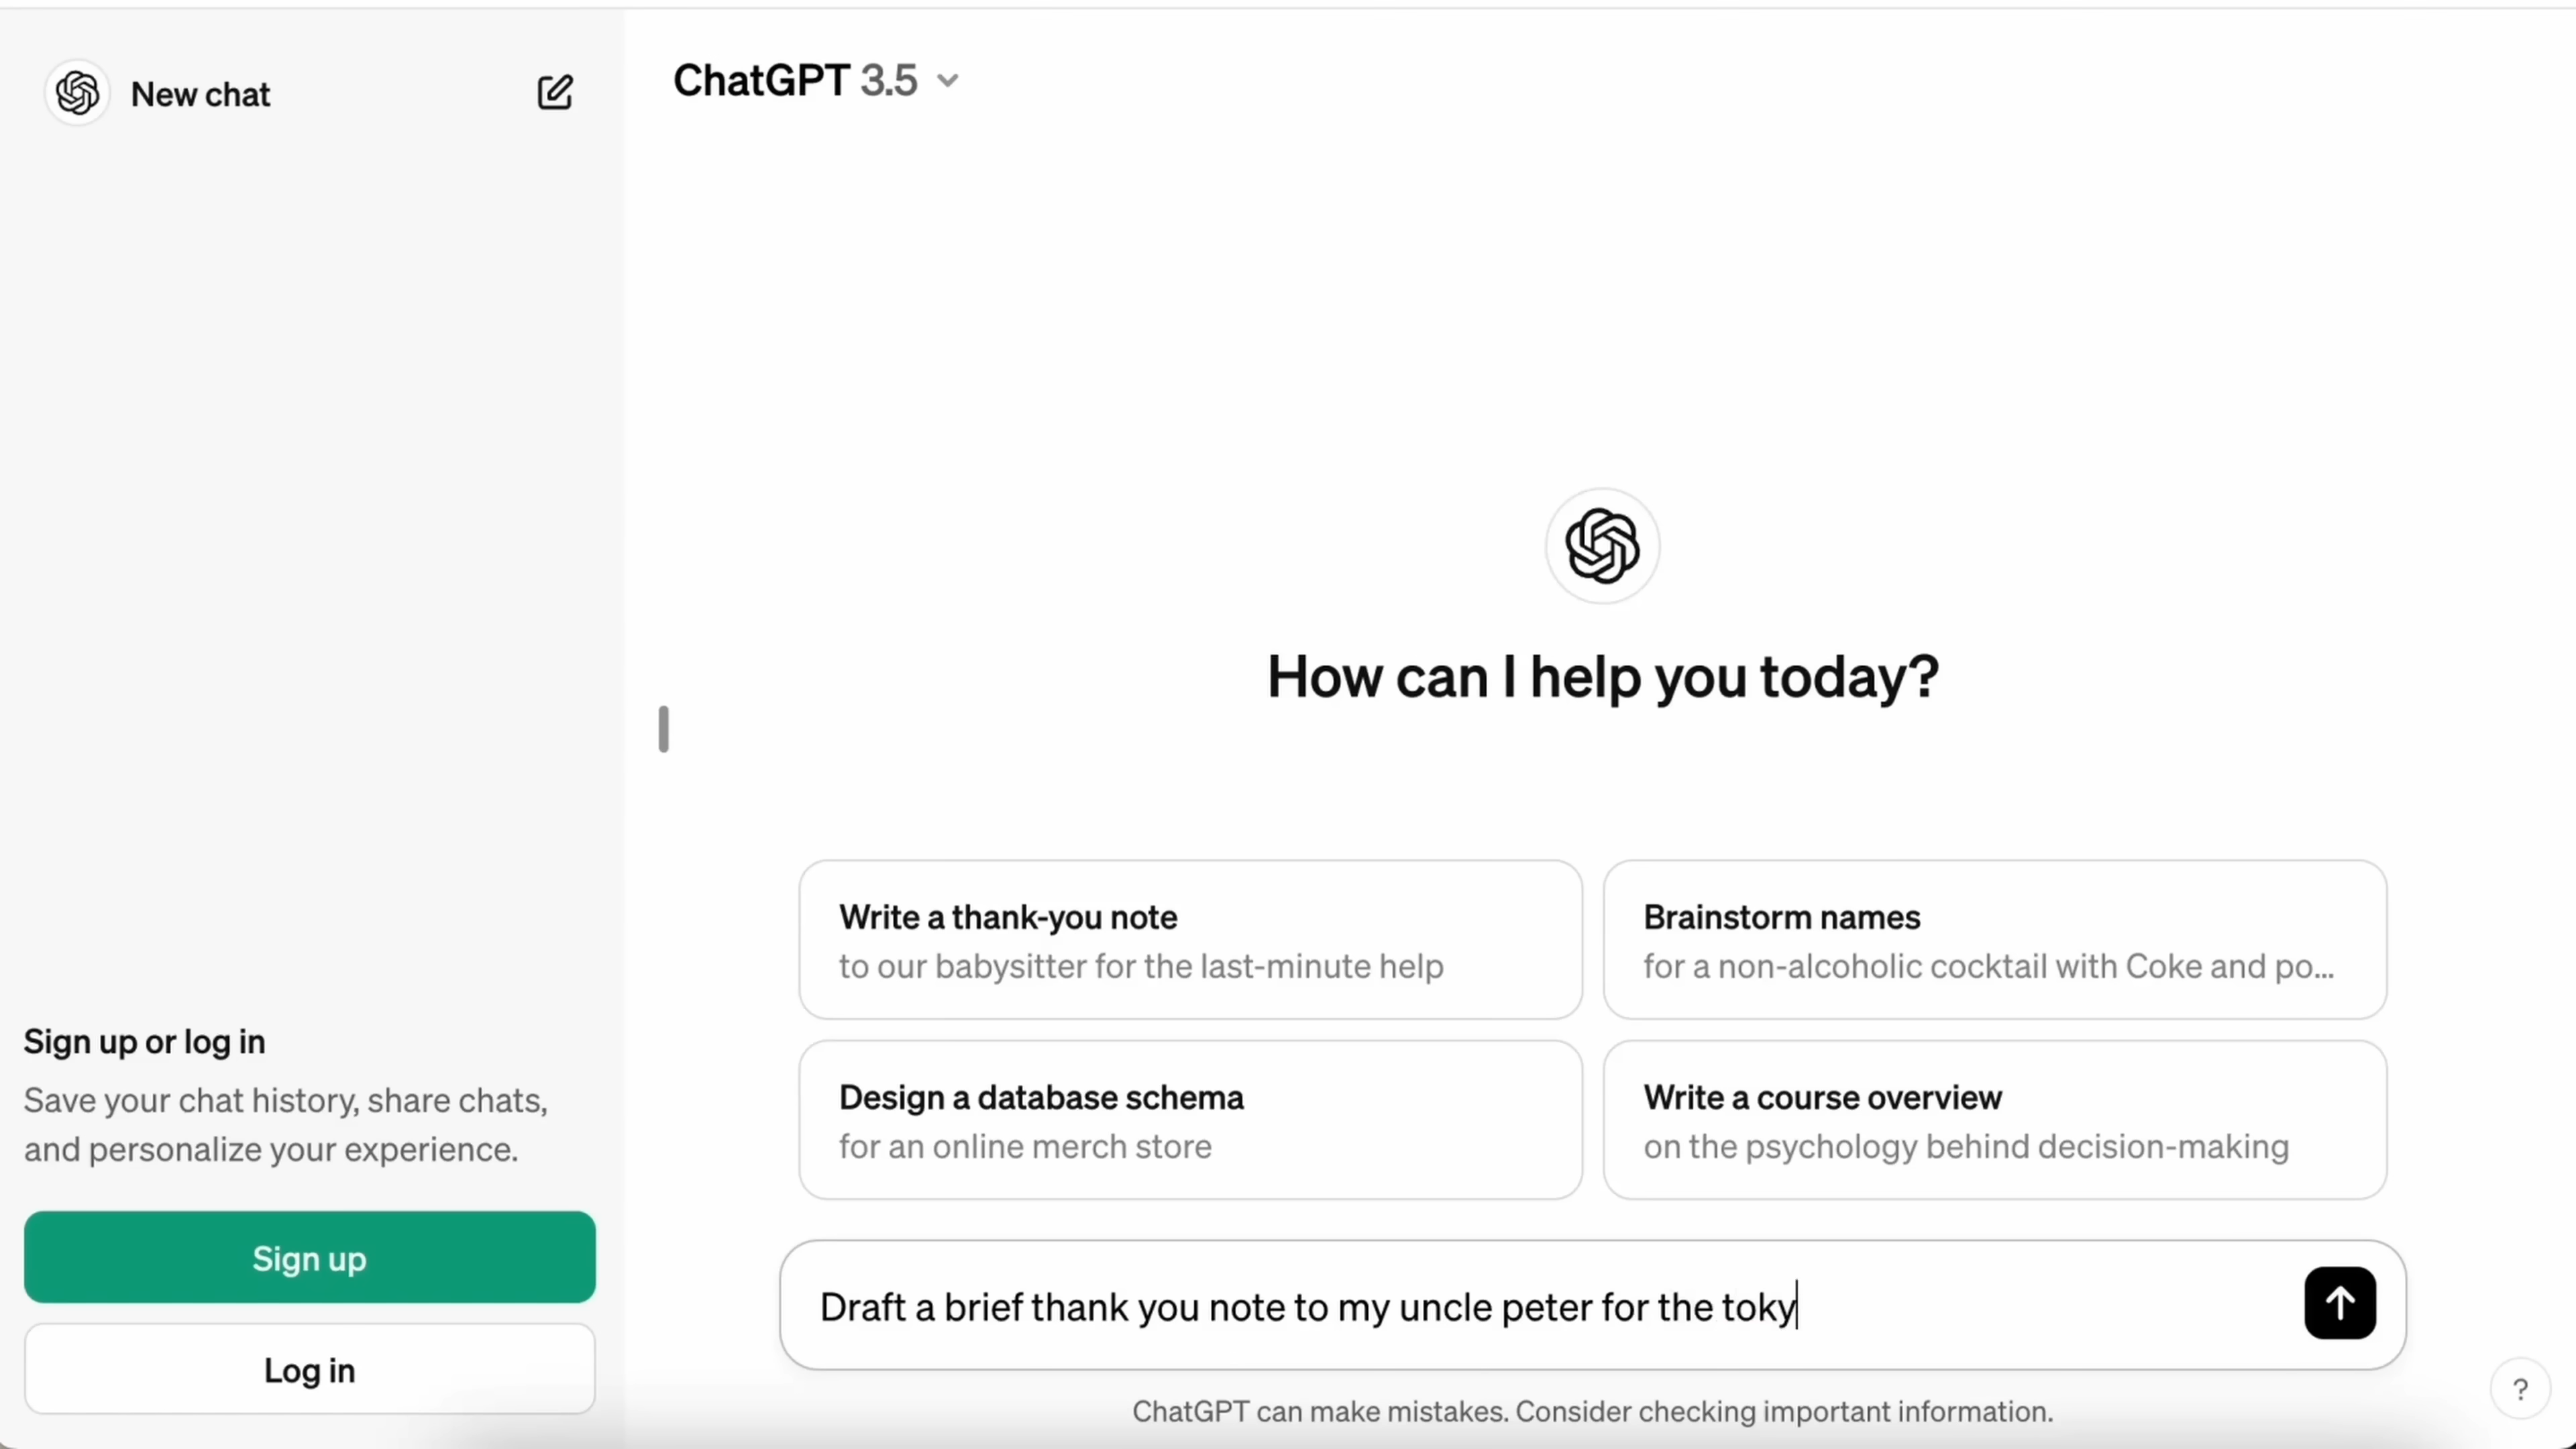 New chat
ChatGPT 3.5
How can I help you today?
Write a thank-you note
to our babysitter for the last-minute help
Brainstorm names
for a non-alcoholic cocktail with Coke and po...
Design a database schema
for an online merch store
Write a course overview
on the psychology behind decision-making
Sign up or log in
Save your chat history, share chats,
and personalize your experience.
Sign up
Log in
Draft a brief thank you note to my uncle peter for the toky
ChatGPT can make mistakes. Consider checking important information.
?